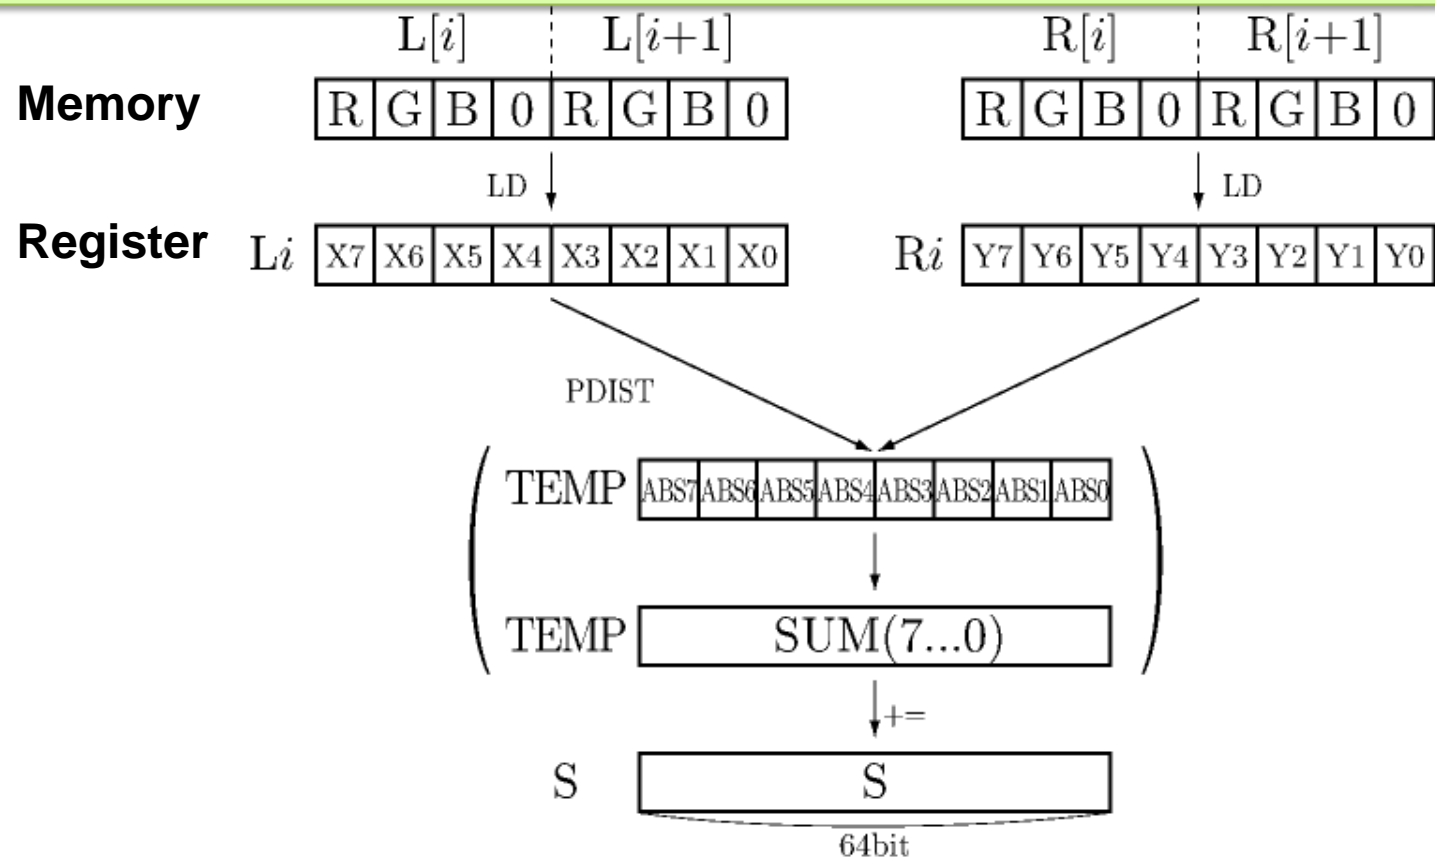 L[i] L[i+1] R[i] R[i+1]
Memory R G B 0 R G B 0 R G B 0 R G B 0
LD LD
Register Li X7 X6 X5 X4 X3 X2 X1 X0 Ri Y7 Y6 Y5 Y4 Y3 Y2 Y1 Y0
PDIST
TEMP ABS7 ABS6 ABS5 ABS4 ABS3 ABS2 ABS1 ABS0
TEMP SUM(7...0)
+=
S S
64bit